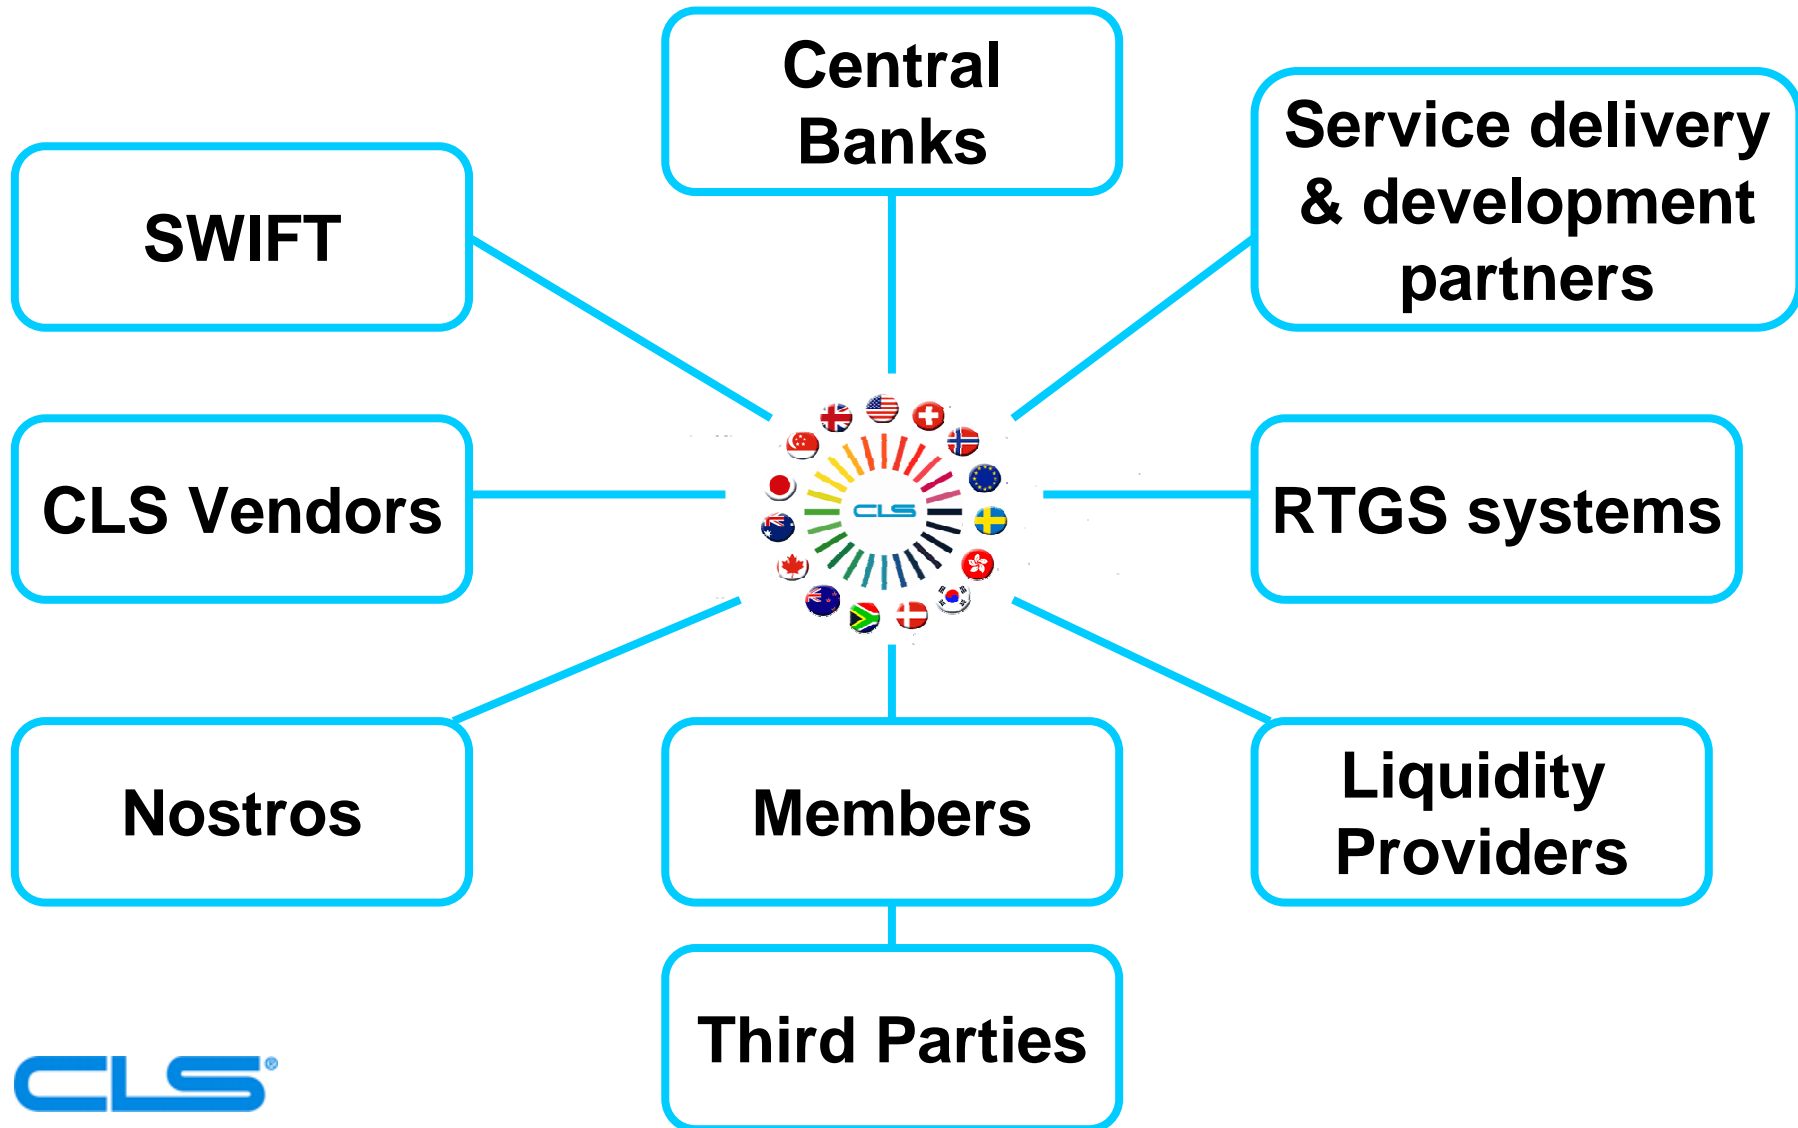 Central
Banks
Service delivery
& development
partners
SWIFT
CLS Vendors
CLS
RTGS systems
Nostros
Members
Liquidity
Providers
Third Parties
CLS®